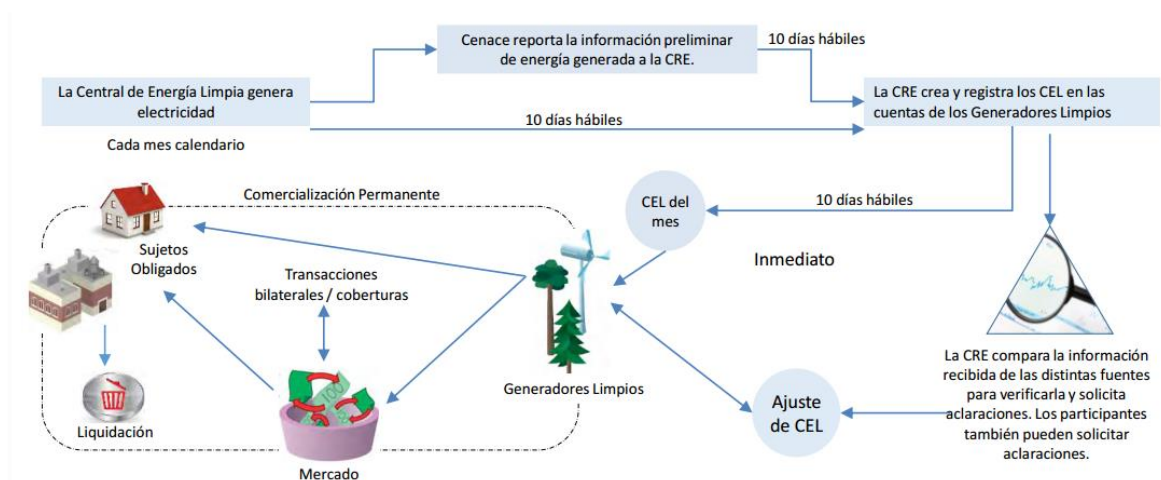 Cenace reporta la información preliminar
de energía generada a la CRE.
10 días hábiles
La Central de Energía Limpia genera
electricidad
La CRE crea y registra los CEL en las
cuentas de los Generadores Limpios
10 días hábiles
Cada mes calendario
Comercialización Permanente
CEL del
mes
10 días hábiles
Sujetos
Obligados
Inmediato
Transacciones
bilaterales / coberturas
100
Generadores Limpios
La CRE compara la información
recibida de las distintas fuentes
para verificarla y solicita
aclaraciones. Los participantes
también pueden solicitar
aclaraciones.
Ajuste
de CEL
Liquidación
Mercado